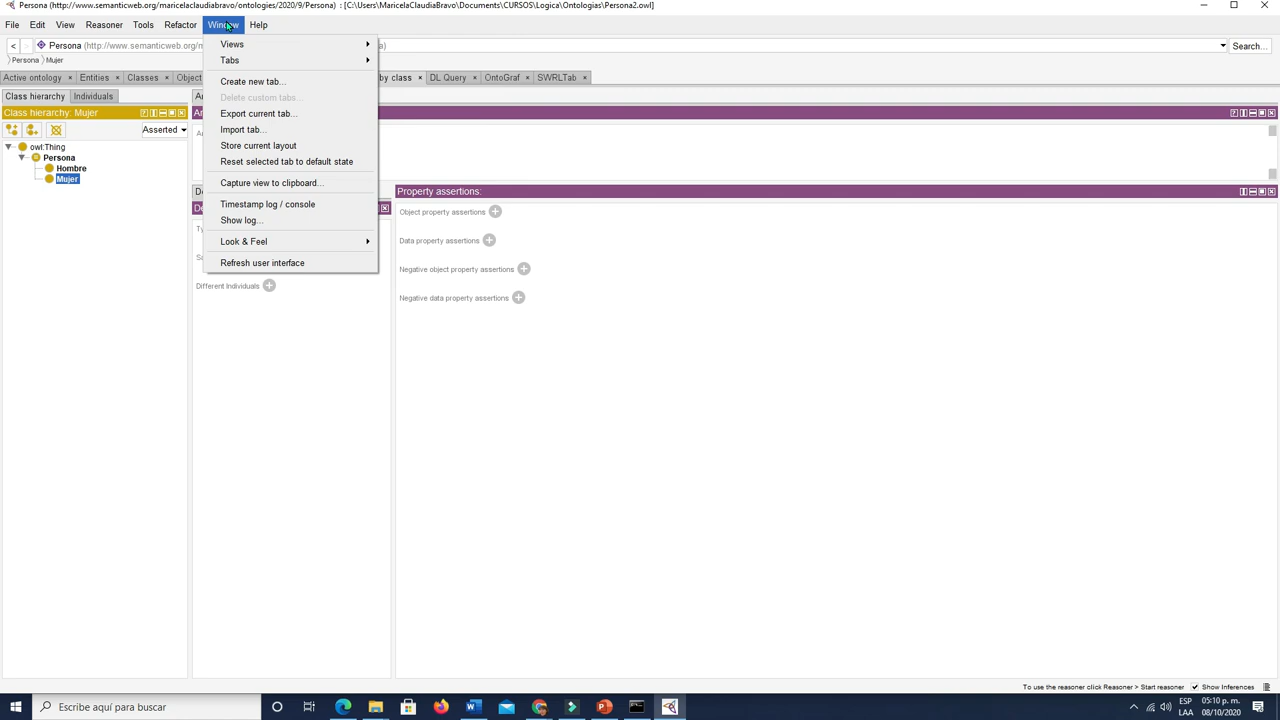 Persona (http://www.semanticweb.org/maricelaclaudiabravo/ontologies/2020/9/Persona) : [C:\Users\MaricelaClaudiaBravo\Documents\CURSOS\Logica\Ontologias\Persona2.owl]
File Edit View Reasoner Tools Refactor Window Help
< > Persona (http://www.semanticweb.org/m Search...
Persona Mujer
Active ontology × Entities × Classes × Object by class × DL Query × OntoGraf × SWRLTab ×
Class hierarchy Individuals
Class hierarchy: Mujer
Asserted
owl:Thing
Persona
Hombre
Mujer
Views
Tabs
Create new tab...
Delete custom tabs...
Export current tab...
Import tab...
Store current layout
Reset selected tab to default state
Capture view to clipboard...
Timestamp log / console
Show log...
Look & Feel
Refresh user interface
Different Individuals
Property assertions:
Object property assertions
Data property assertions
Negative object property assertions
Negative data property assertions
To use the reasoner click Reasoner > Start reasoner Show Inferences
Escribe aquí para buscar
ESP 05:10 p. m.
LAA 08/10/2020